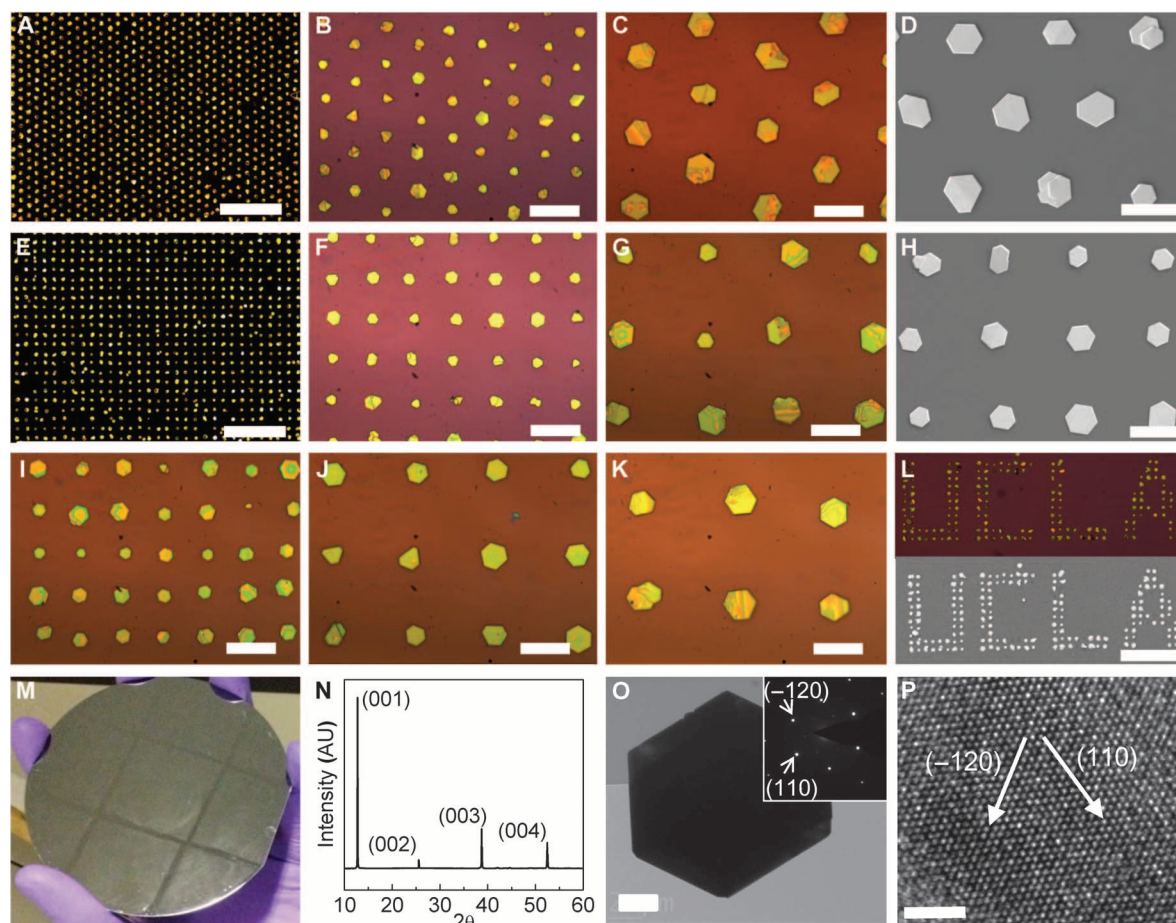 A
B
C
D
E
F
G
H
I
J
K
L
UCLA
UCLA
M
N
(001)
(002)
(003)
(004)
Intensity (AU)
10 20 30 40 50 60
2θ
O
(−120)
(110)
P
(−120)
(110)